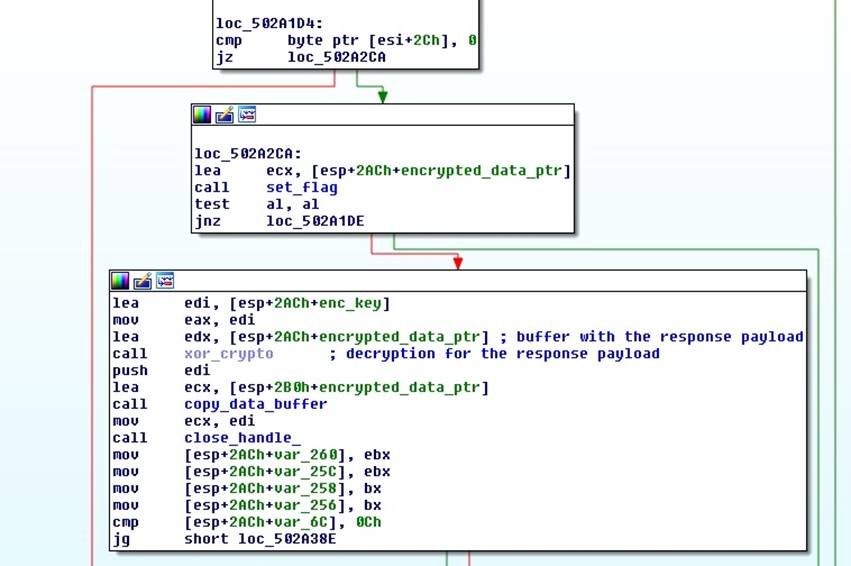 loc_502A1D4:
cmp byte ptr [esi+2Ch], 0
jz loc_502A2CA
loc_502A2CA:
lea ecx, [esp+2ACh+encrypted_data_ptr]
call set_flag
test al, al
jnz loc_502A1DE
lea edi, [esp+2ACh+enc_key]
mov eax, edi
lea edx, [esp+2ACh+encrypted_data_ptr] ; buffer with the response payload
call xor_crypto ; decryption for the response payload
push edi
lea ecx, [esp+2B0h+encrypted_data_ptr]
call copy_data_buffer
mov ecx, edi
call close_handle_
mov [esp+2ACh+var_260], ebx
mov [esp+2ACh+var_25C], ebx
mov [esp+2ACh+var_258], bx
mov [esp+2ACh+var_256], bx
cmp [esp+2ACh+var_6C], 0Ch
jg short loc_502A38E